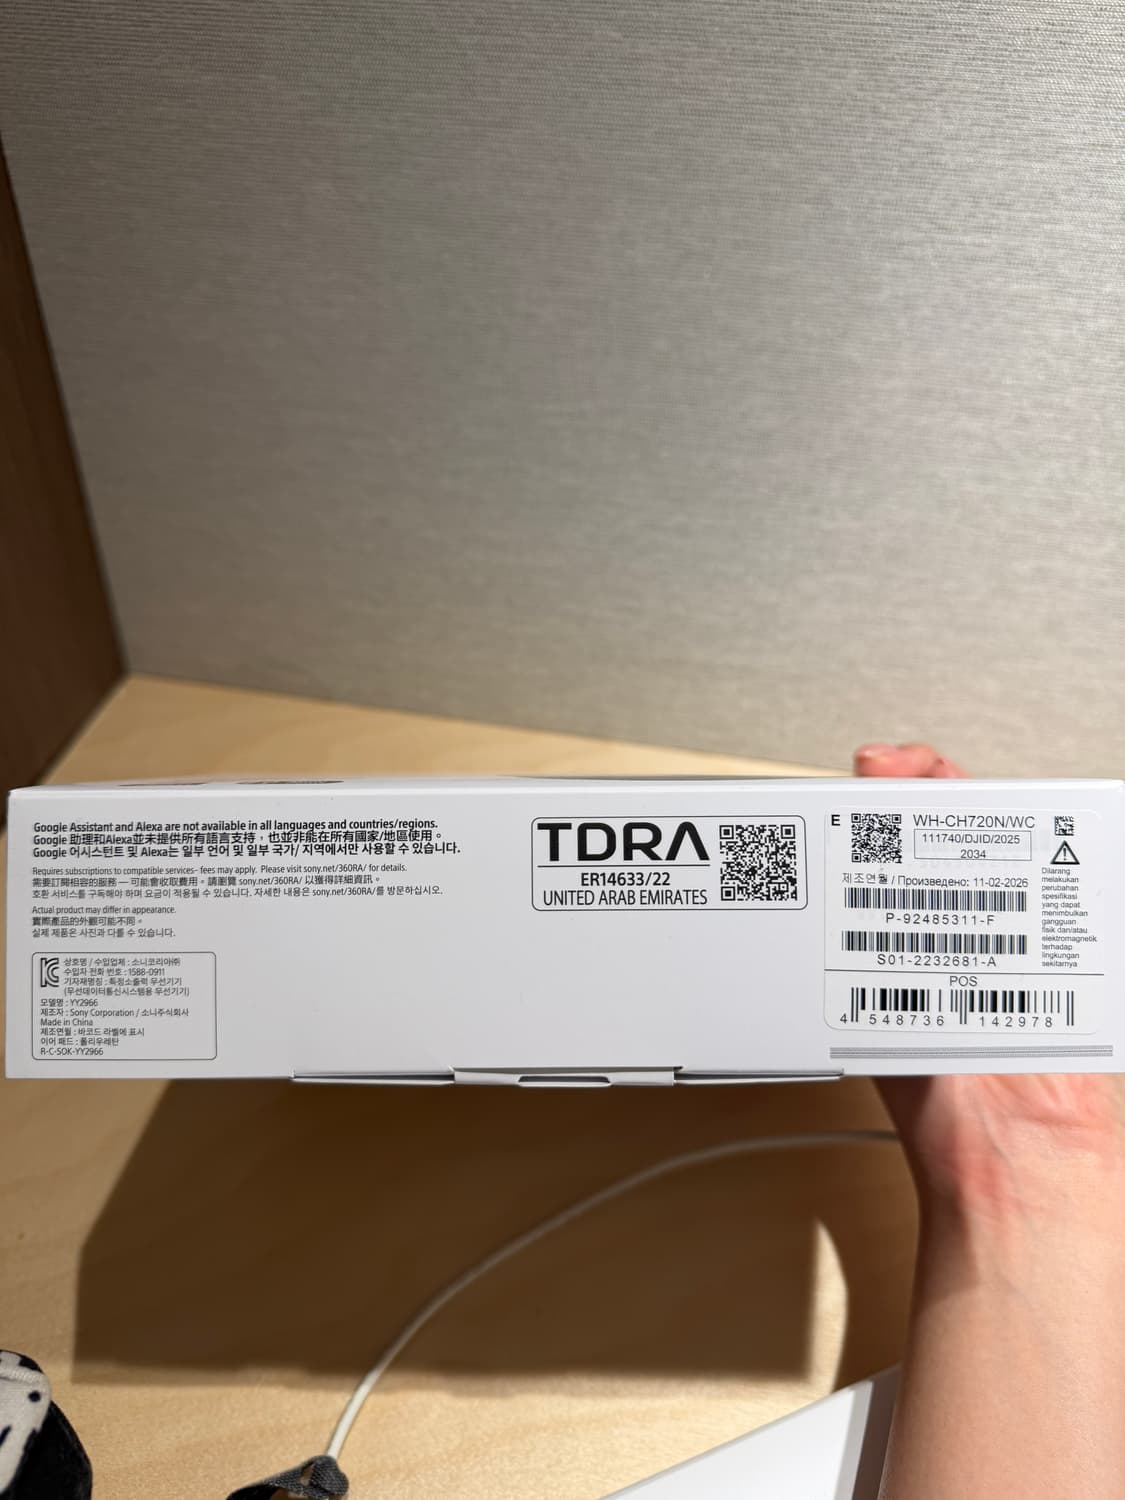 Google Assistant and Alexa are not available in all languages and countries/regions.
Google 助理和Alexa並未提供所有語言支持，也並非能在所有國家/地區使用。
Google 어시스턴트 및 Alexa는 일부 언어 및 일부 국가/ 지역에서만 사용할 수 있습니다.
Requires subscriptions to compatible services- fees may apply. Please visit sony.net/360RA/ for details.
需要訂閱相容的服務 — 可能會收取費用。請瀏覽 sony.net/360RA/ 以獲得詳細資訊。
호환 서비스를 구독해야 하며 요금이 적용될 수 있습니다. 자세한 내용은 sony.net/360RA/를 방문하십시오.
Actual product may differ in appearance.
實際產品的外觀可能不同。
실제 제품은 사진과 다를 수 있습니다.
상호명 / 수입업체 : 소니코리아㈜
수입자 전화 번호 : 1588-0911
기자재명칭 : 특정소출력 무선기기
(무선데이터통신시스템용 무선기기)
모델명 : YY2966
제조자 : Sony Corporation / 소니주식회사
Made in China
제조연월 : 바코드 라벨에 표시
이어 패드 : 폴리우레탄
R-C-SOK-YY2966
TDRA
ER14633/22
UNITED ARAB EMIRATES
E
WH-CH720N/WC
111740/DJID/2025
2034
제조연월 / Произведено: 11-02-2026
P-92485311-F
S01-2232681-A
Dilarang
melakukan
perubahan
spesifikasi
yang dapat
menimbulkan
gangguan
fisik dan/atau
elektromagnetik
terhadap
lingkungan
sekitarnya
POS
4 548736 142978